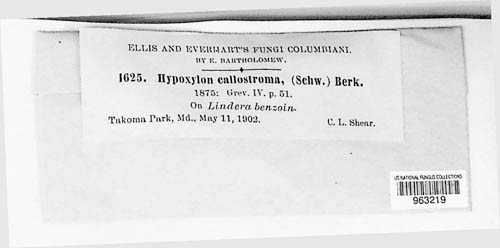 ELLIS AND EVERHART'S FUNGI COLUMBIANI.
BY E. BARTHOLOMEW.
1625. Hypoxylon callostroma, (Schw.) Berk.
1875: Grev. IV. p. 51.
On Lindera benzoin.
Takoma Park, Md., May 11, 1902. C. L. Shear.
US NATIONAL FUNGUS COLLECTIONS
963219